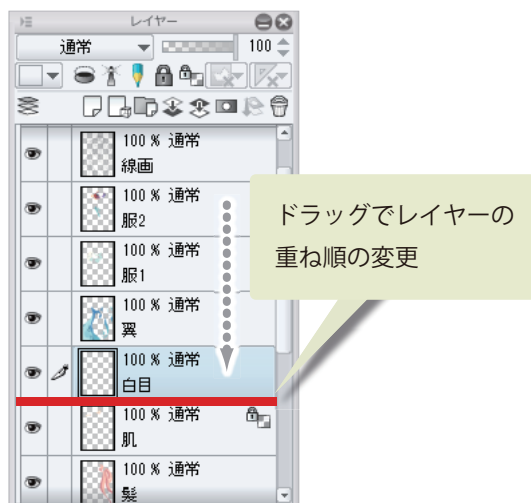 レイヤー
通常 100
100 % 通常
線画
100 % 通常
服2
100 % 通常
服1
100 % 通常
翼
100 % 通常
白目
100 % 通常
肌
100 % 通常
髪
ドラッグでレイヤーの
重ね順の変更